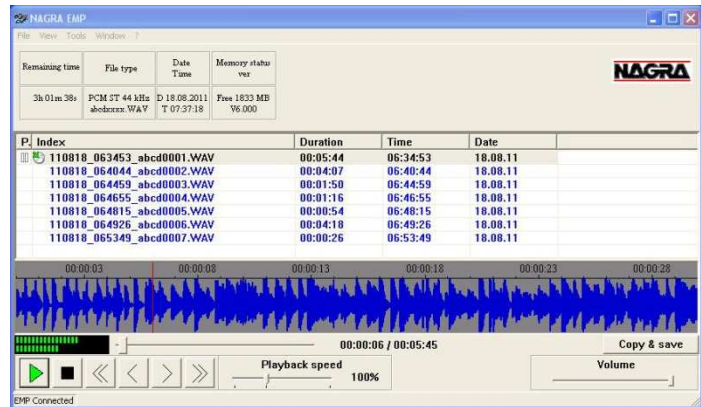 NAGRA EMP
File View Tools Window ?
Remaining time File type Date Time Memory status ver
3h 01m 38s PCM ST 44 kHz abcdxxxx.WAV D 18.08.2011 T 07:37:18 Free 1833 MB V6.000
NAGRA
P. Index Duration Time Date
110818_063453_abcd0001.WAV 00:05:44 06:34:53 18.08.11
110818_064044_abcd0002.WAV 00:04:07 06:40:44 18.08.11
110818_064459_abcd0003.WAV 00:01:50 06:44:59 18.08.11
110818_064655_abcd0004.WAV 00:01:16 06:46:55 18.08.11
110818_064815_abcd0005.WAV 00:00:54 06:48:15 18.08.11
110818_064926_abcd0006.WAV 00:04:18 06:49:26 18.08.11
110818_065349_abcd0007.WAV 00:00:26 06:53:49 18.08.11
00:00:03 00:00:08 00:00:13 00:00:18 00:00:23 00:00:28
00:00:06 / 00:05:45 Copy & save
Playback speed 100% Volume
EMP Connected